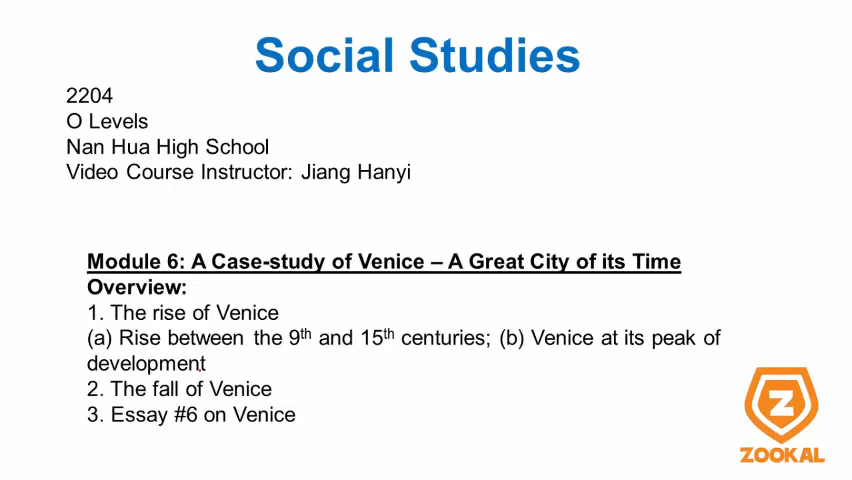 Social Studies
2204
O Levels
Nan Hua High School
Video Course Instructor: Jiang Hanyi
Module 6: A Case-study of Venice – A Great City of its Time
Overview:
1. The rise of Venice
(a) Rise between the 9th and 15th centuries; (b) Venice at its peak of
development
2. The fall of Venice
3. Essay #6 on Venice
Z
ZOOKAL